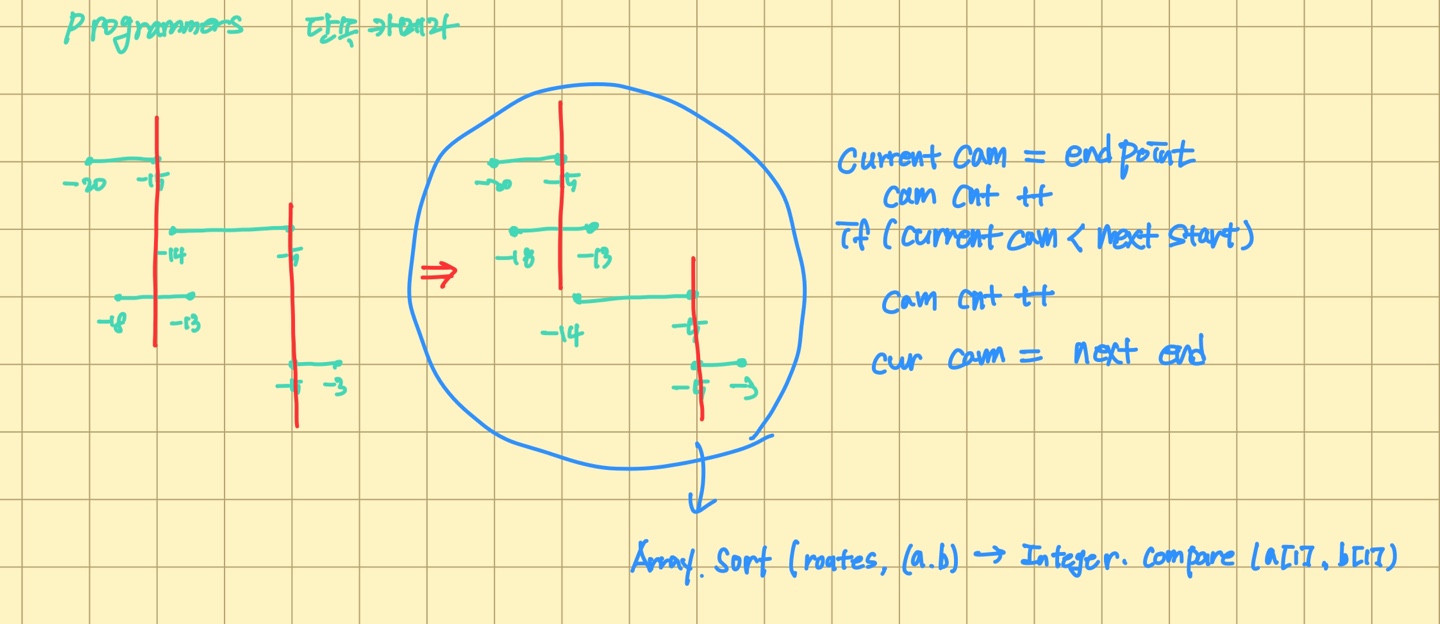 Programmers 단속카메라
-20 -15
-14 -5
-18 -13
-5 -3
⇒
-20 -15
-18 -13
-14 -5
-5 -3
Current Cam = end point
cam cnt ++
if (current cam < next start)
cam cnt ++
cur cam = next end
Array. Sort (routes, (a.b) → Integer. compare (a[1], b[1])